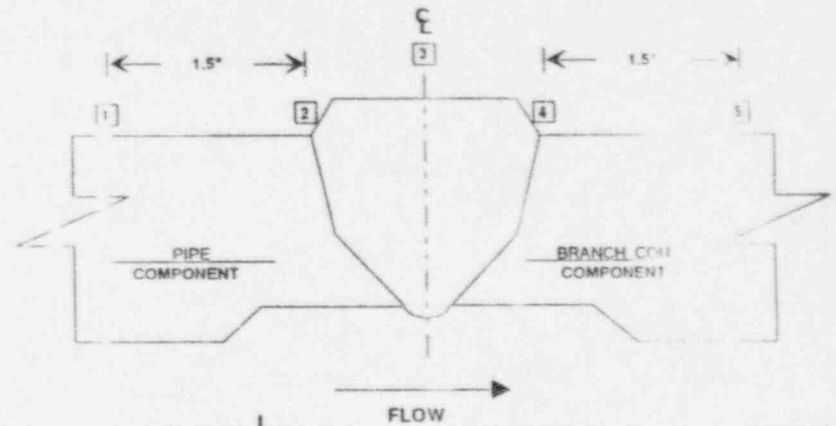 ℄
3
1.5"
1.5"
1
2
4
5
PIPE
COMPONENT
BRANCH
COMPONENT
FLOW